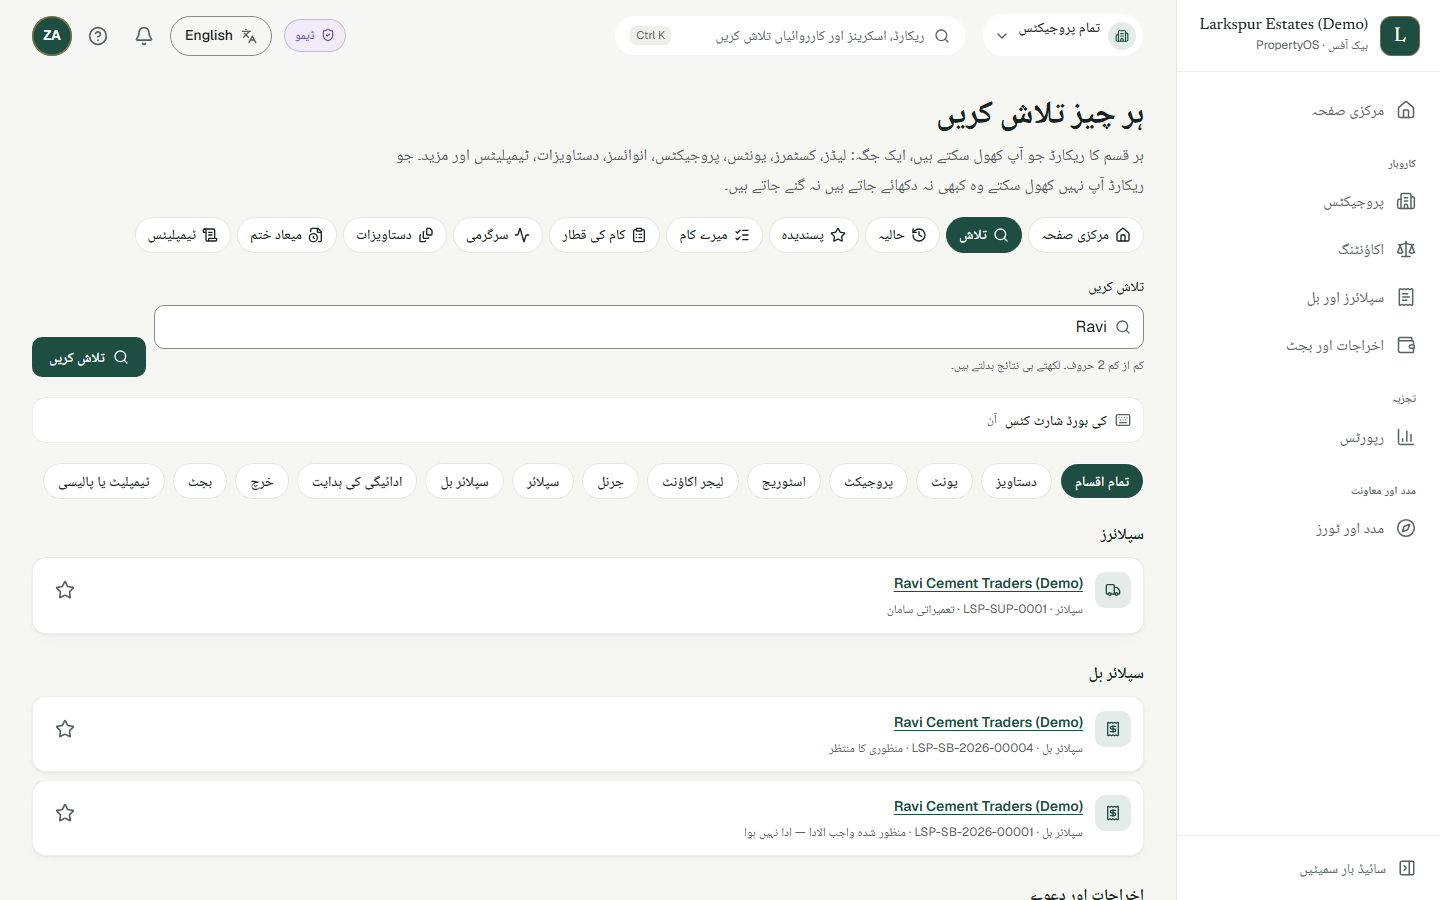 Larkspur Estates (Demo)
بیک آفس · PropertyOS
L
مرکزی صفحہ
کاروبار
پروجیکٹس
اکاؤنٹنگ
سپلائرز اور بل
اخراجات اور بجٹ
تجزیہ
رپورٹس
مدد اور معاونت
مدد اور ٹورز
سائیڈ بار سمیٹیں
تمام پروجیکٹس
ریکارڈ، اسکرینز اور کارروائیاں تلاش کریں
Ctrl K
ڈیمو
English
ZA
ہر چیز تلاش کریں
ہر قسم کا ریکارڈ جو آپ کھول سکتے ہیں، ایک جگہ: لیڈز، کسٹمرز، یونٹس، پروجیکٹس، انوائسز، دستاویزات، ٹیمپلیٹس اور مزید۔ جو
ریکارڈ آپ نہیں کھول سکتے وہ کبھی نہ دکھائے جاتے ہیں نہ گنے جاتے ہیں۔
مرکزی صفحہ
تلاش
حالیہ
پسندیدہ
میرے کام
کام کی قطار
سرگرمی
دستاویزات
میعاد ختم
ٹیمپلیٹس
تلاش کریں
Ravi
تلاش کریں
کم از کم 2 حروف۔ لکھتے ہی نتائج بدلتے ہیں۔
کی بورڈ شارٹ کٹس آن
تمام اقسام
دستاویز
یونٹ
پروجیکٹ
اسٹوریج
لیجر اکاؤنٹ
جرنل
سپلائر
سپلائر بل
ادائیگی کی ہدایت
خرچ
بجٹ
ٹیمپلیٹ یا پالیسی
سپلائرز
Ravi Cement Traders (Demo)
سپلائر · LSP-SUP-0001 · تعمیراتی سامان
سپلائر بل
Ravi Cement Traders (Demo)
سپلائر بل · LSP-SB-2026-00004 · منظوری کا منتظر
Ravi Cement Traders (Demo)
سپلائر بل · LSP-SB-2026-00001 · منظور شدہ واجب الادا — ادا نہیں ہوا
اخراجات اور دعوے